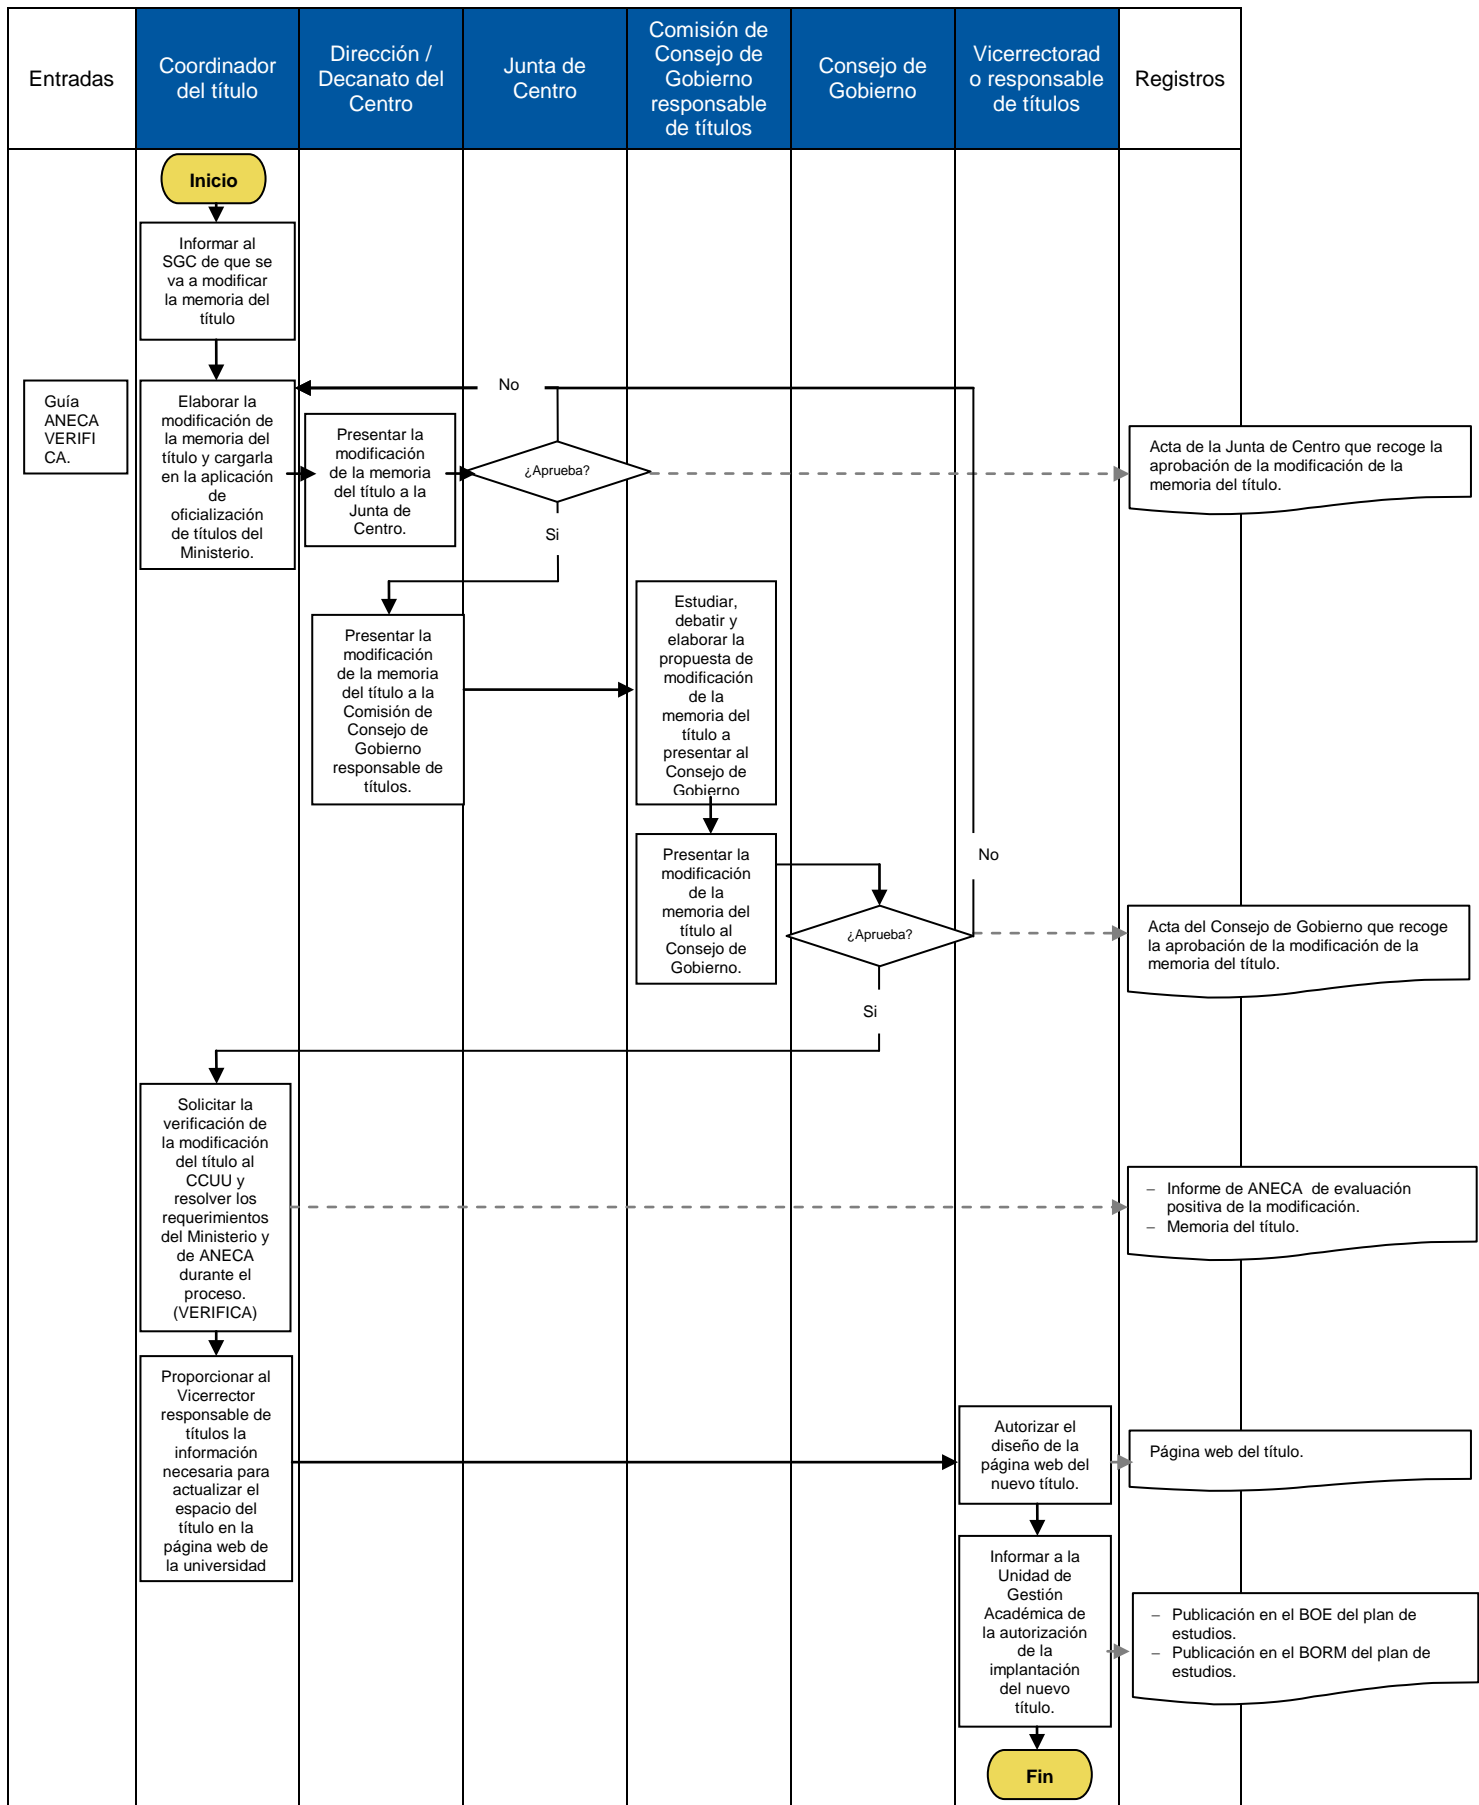 Entradas
Coordinador
del título
Dirección /
Decanato del
Centro
Junta de
Centro
Comisión de
Consejo de
Gobierno
responsable
de títulos
Consejo de
Gobierno
Vicerrectorad
o responsable
de títulos
Registros
Inicio
Informar al
SGC de que se
va a modificar
la memoria del
título
Guía
ANECA
VERIFI
CA.
Elaborar la
modificación de
la memoria del
título y cargarla
en la aplicación
de
oficialización
de títulos del
Ministerio.
Presentar la
modificación
de la memoria
del título a la
Junta de
Centro.
No
¿Aprueba?
Si
Acta de la Junta de Centro que recoge la
aprobación de la modificación de la
memoria del título.
Presentar la
modificación
de la memoria
del título a la
Comisión de
Consejo de
Gobierno
responsable de
títulos.
Estudiar,
debatir y
elaborar la
propuesta de
modificación
de la
memoria del
título a
presentar al
Consejo de
Gobierno
Presentar la
modificación
de la
memoria del
título al
Consejo de
Gobierno.
¿Aprueba?
No
Si
Acta del Consejo de Gobierno que recoge
la aprobación de la modificación de la
memoria del título.
Solicitar la
verificación de
la modificación
del título al
CCUU y
resolver los
requerimientos
del Ministerio y
de ANECA
durante el
proceso.
(VERIFICA)
– Informe de ANECA  de evaluación
positiva de la modificación.
– Memoria del título.
Proporcionar al
Vicerrector
responsable de
títulos la
información
necesaria para
actualizar el
espacio del
título en la
página web de
la universidad
Autorizar el
diseño de la
página web del
nuevo título.
Página web del título.
Informar a la
Unidad de
Gestión
Académica de
la autorización
de la
implantación
del nuevo
título.
– Publicación en el BOE del plan de
estudios.
– Publicación en el BORM del plan de
estudios.
Fin